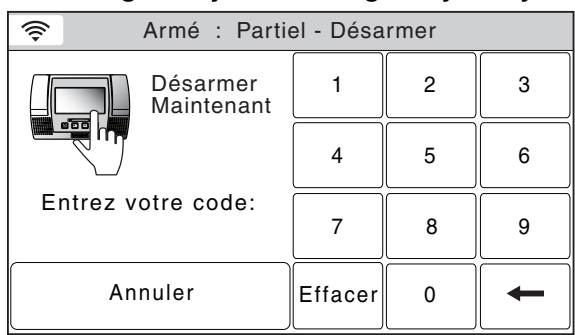 Armé : Partiel - Désarmer
Désarmer
Maintenant
Entrez votre code:
1 2 3
4 5 6
7 8 9
Annuler Effacer 0